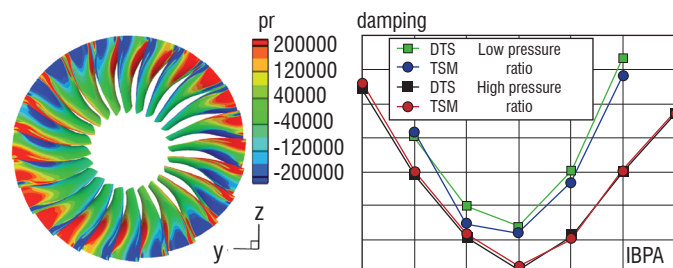 pr
200000
120000
40000
-40000
-120000
-200000
z
y
damping
DTS Low pressure
TSM ratio
DTS High pressure
TSM ratio
IBPA